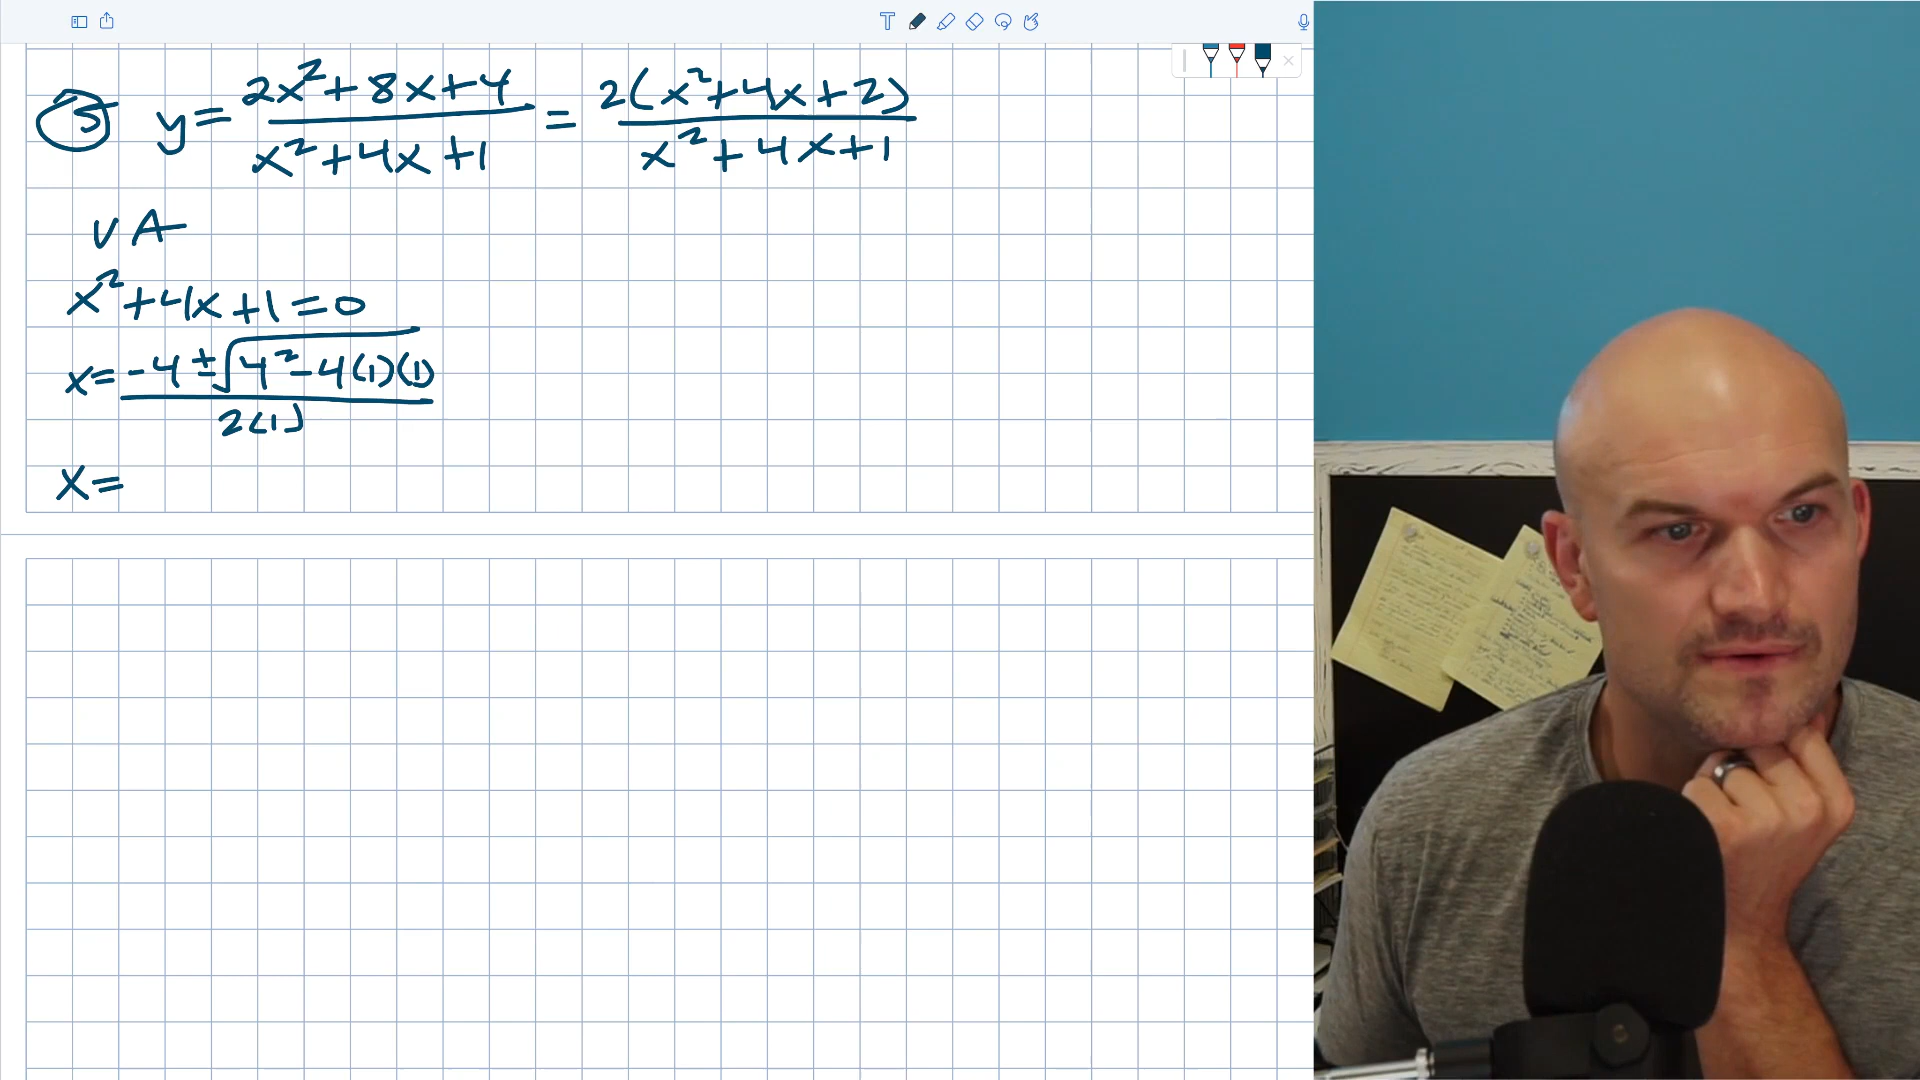 5 y = 2x² + 8x + 4 / x² + 4x + 1 = 2(x² + 4x + 2) / x² + 4x + 1
VA
x² + 4x + 1 = 0
x = -4 ± √4² - 4(1)(1) / 2(1)
x =